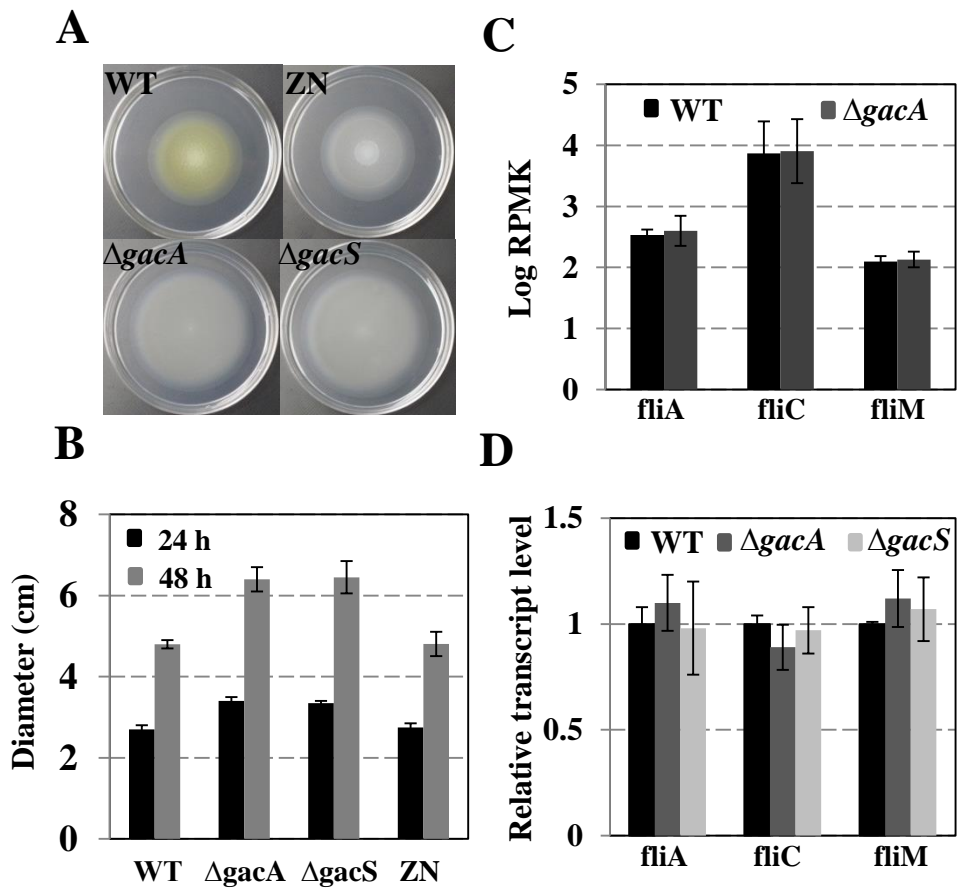 A
WT
ZN
ΔgacA
ΔgacS
B
8
6
4
2
0
Diameter (cm)
24 h
48 h
WT
ΔgacA
ΔgacS
ZN
C
5
4
3
2
1
0
Log RPMK
WT
ΔgacA
fliA
fliC
fliM
D
1.5
1
0.5
0
Relative transcript level
WT
ΔgacA
ΔgacS
fliA
fliC
fliM